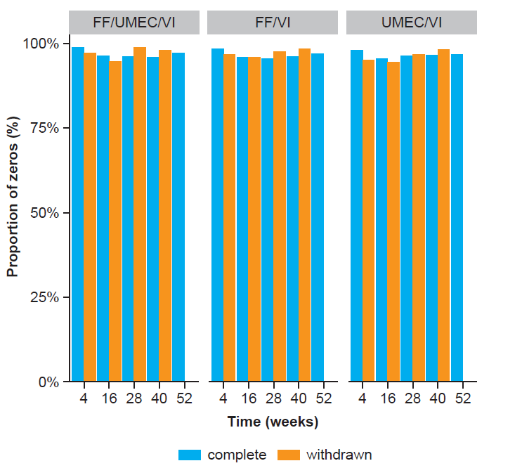 FF/UMEC/VI FF/VI UMEC/VI
100%
75%
50%
25%
0%
Proportion of zeros (%)
4 16 28 40 52 4 16 28 40 52 4 16 28 40 52
Time (weeks)
complete withdrawn